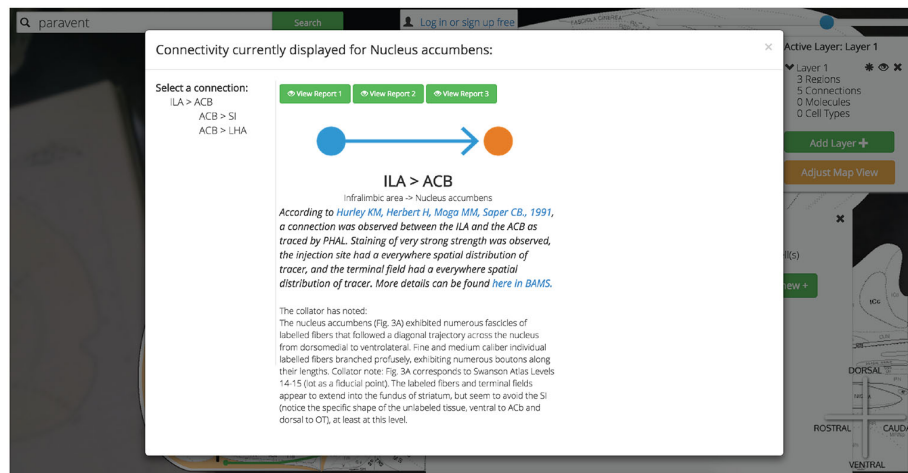 paravent
Search
Log in or sign up free
FASCIOLA CINEREA
Connectivity currently displayed for Nucleus accumbens:
×
Active Layer: Layer 1
Layer 1
3 Regions
5 Connections
0 Molecules
0 Cell Types
Add Layer
Adjust Map View
Select a connection:
ILA > ACB
ACB > SI
ACB > LHA
View Report 1
View Report 2
View Report 3
ILA > ACB
Infralimbic area -> Nucleus accumbens
According to Hurley KM, Herbert H, Moga MM, Saper CB., 1991,
a connection was observed between the ILA and the ACB as
traced by PHAL. Staining of very strong strength was observed,
the injection site had a everywhere spatial distribution of
tracer, and the terminal field had a everywhere spatial
distribution of tracer. More details can be found here in BAMS.
The collator has noted:
The nucleus accumbens (Fig. 3A) exhibited numerous fascicles of
labelled fibers that followed a diagonal trajectory across the nucleus
from dorsomedial to ventrolateral. Fine and medium caliber individual
labelled fibers branched profusely, exhibiting numerous boutons along
their lengths. Collator note: Fig. 3A corresponds to Swanson Atlas Levels
14-15 (lot as a fiducial point). The labeled fibers and terminal fields
appear to extend into the fundus of striatum, but seem to avoid the SI
(notice the specific shape of the unlabeled tissue, ventral to ACb and
dorsal to OT), at least at this level.
ell(s)
new +
DORSAL
ROSTRAL
CAUDA
VENTRAL